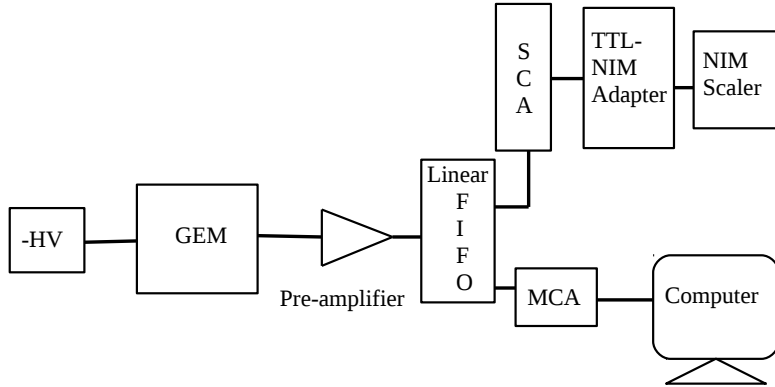 -HV
GEM
Pre-amplifier
Linear
F
I
F
O
S
C
A
TTL-
NIM
Adapter
NIM
Scaler
MCA
Computer